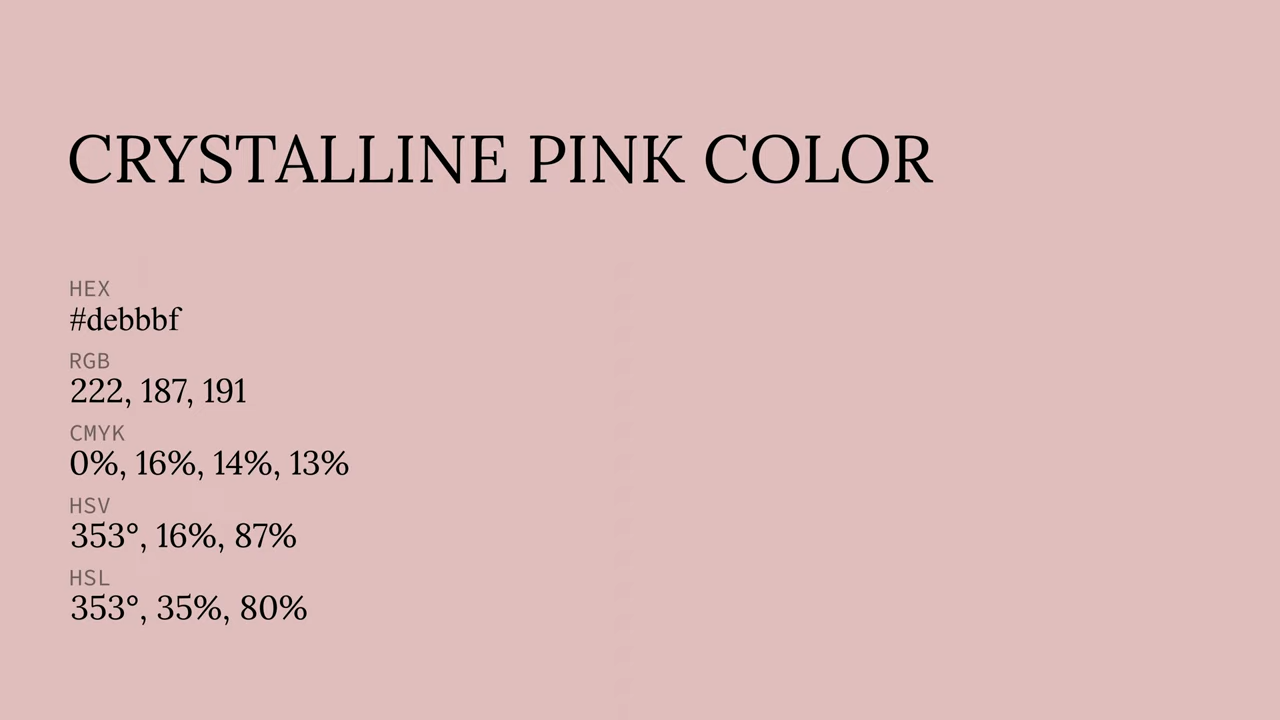 CRYSTALLINE PINK COLOR
HEX
#debbbf
RGB
222, 187, 191
CMYK
0%, 16%, 14%, 13%
HSV
353°, 16%, 87%
HSL
353°, 35%, 80%